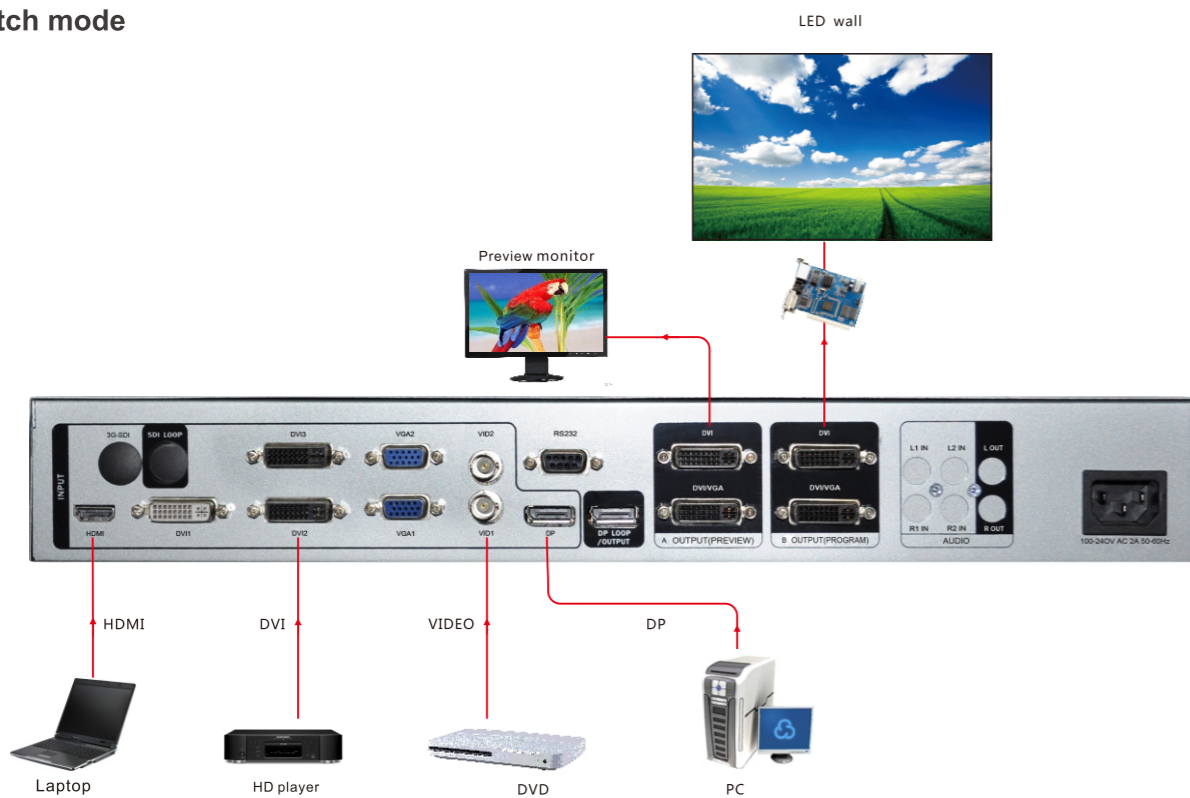 tch mode
LED wall
Preview monitor
INPUT
3G-SDI
SDI LOOP
DVI3
VGA2
VID2
RS232
HDMI
DVI1
DVI2
VGA1
VID1
DP
DP LOOP
/OUTPUT
DVI
DVI/VGA
A OUTPUT(PREVIEW)
DVI
DVI/VGA
B OUTPUT(PROGRAM)
L1 IN
L2 IN
L OUT
R1 IN
R2 IN
R OUT
AUDIO
100-240V AC 2A 50-60Hz
HDMI
DVI
VIDEO
DP
Laptop
HD player
DVD
PC